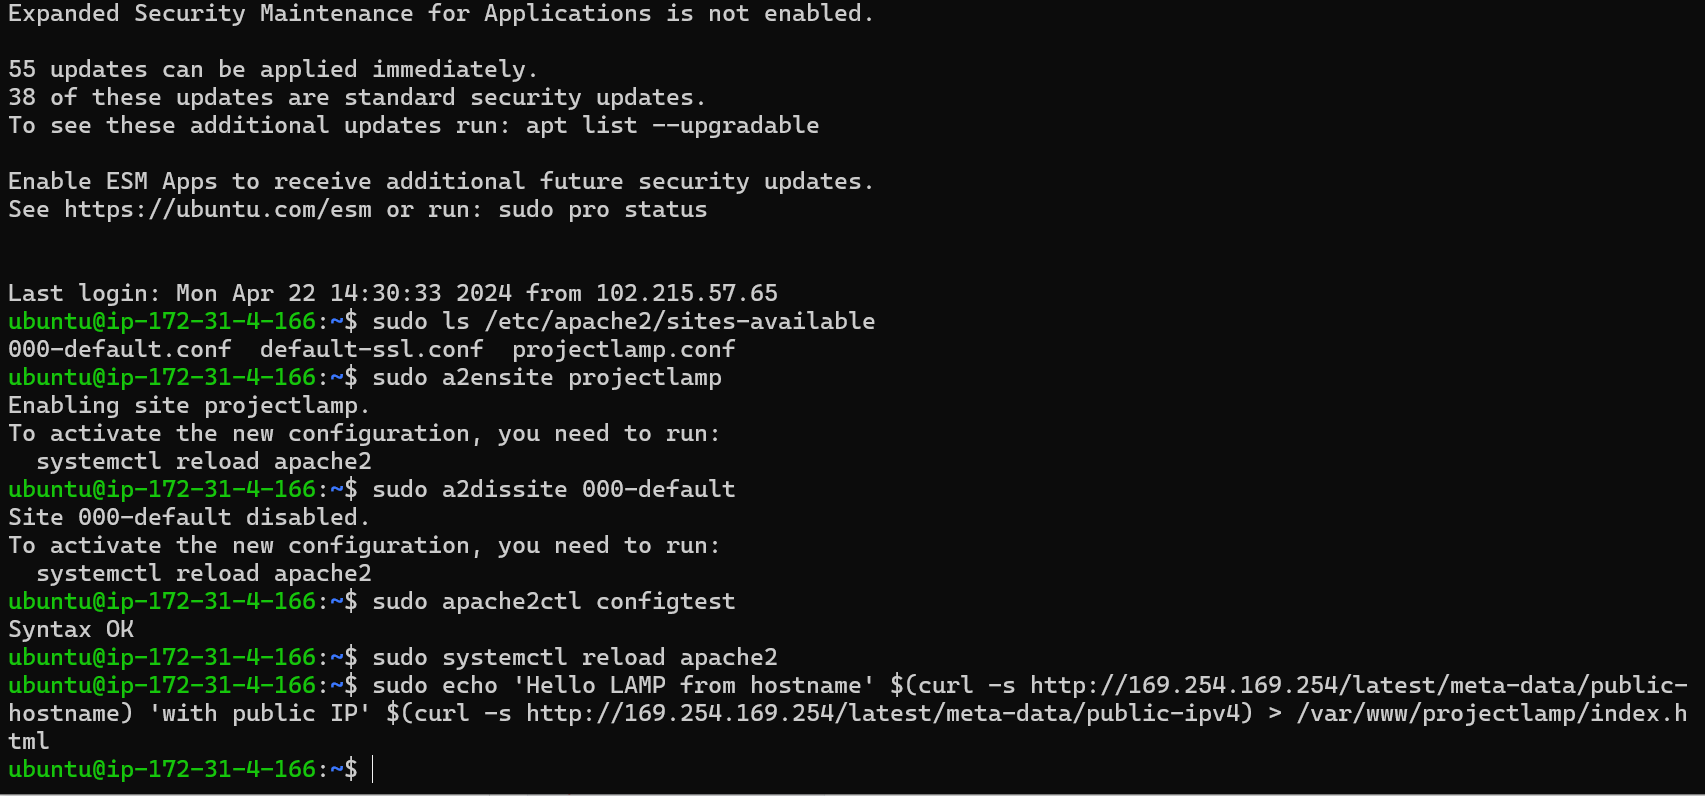 Expanded Security Maintenance for Applications is not enabled.
55 updates can be applied immediately.
38 of these updates are standard security updates.
To see these additional updates run: apt list --upgradable
Enable ESM Apps to receive additional future security updates.
See https://ubuntu.com/esm or run: sudo pro status
Last login: Mon Apr 22 14:30:33 2024 from 102.215.57.65
ubuntu@ip-172-31-4-166:~$ sudo ls /etc/apache2/sites-available
000-default.conf  default-ssl.conf  projectlamp.conf
ubuntu@ip-172-31-4-166:~$ sudo a2ensite projectlamp
Enabling site projectlamp.
To activate the new configuration, you need to run:
  systemctl reload apache2
ubuntu@ip-172-31-4-166:~$ sudo a2dissite 000-default
Site 000-default disabled.
To activate the new configuration, you need to run:
  systemctl reload apache2
ubuntu@ip-172-31-4-166:~$ sudo apache2ctl configtest
Syntax OK
ubuntu@ip-172-31-4-166:~$ sudo systemctl reload apache2
ubuntu@ip-172-31-4-166:~$ sudo echo 'Hello LAMP from hostname' $(curl -s http://169.254.169.254/latest/meta-data/public-
hostname) 'with public IP' $(curl -s http://169.254.169.254/latest/meta-data/public-ipv4) > /var/www/projectlamp/index.h
tml
ubuntu@ip-172-31-4-166:~$